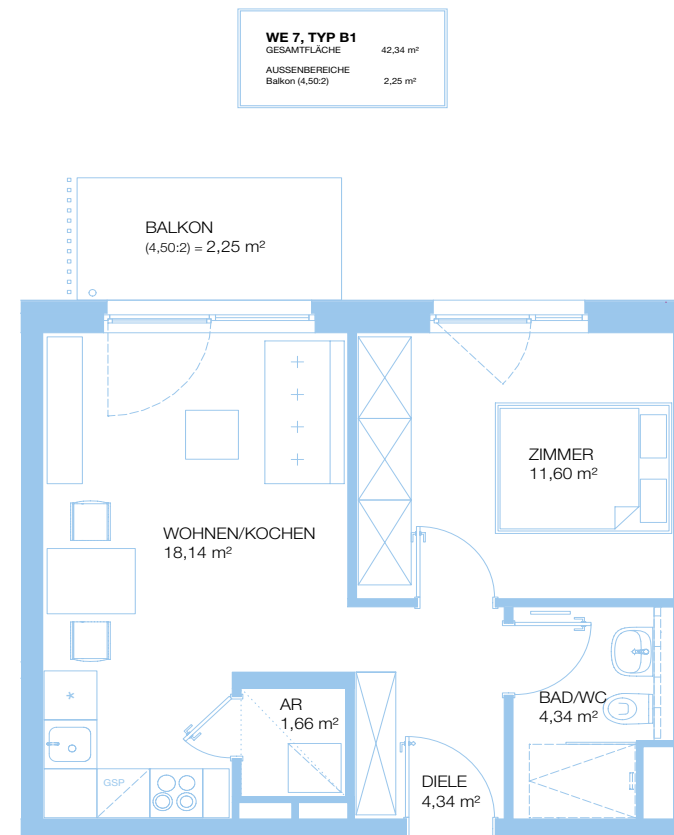 WE 7, TYP B1
GESAMTFLÄCHE 42,34 m²
AUSSENBEREICHE
Balkon (4,50:2) 2,25 m²
BALKON
(4,50:2) = 2,25 m²
ZIMMER
11,60 m²
WOHNEN/KOCHEN
18,14 m²
AR
1,66 m²
BAD/WC
4,34 m²
GSP
DIELE
4,34 m²